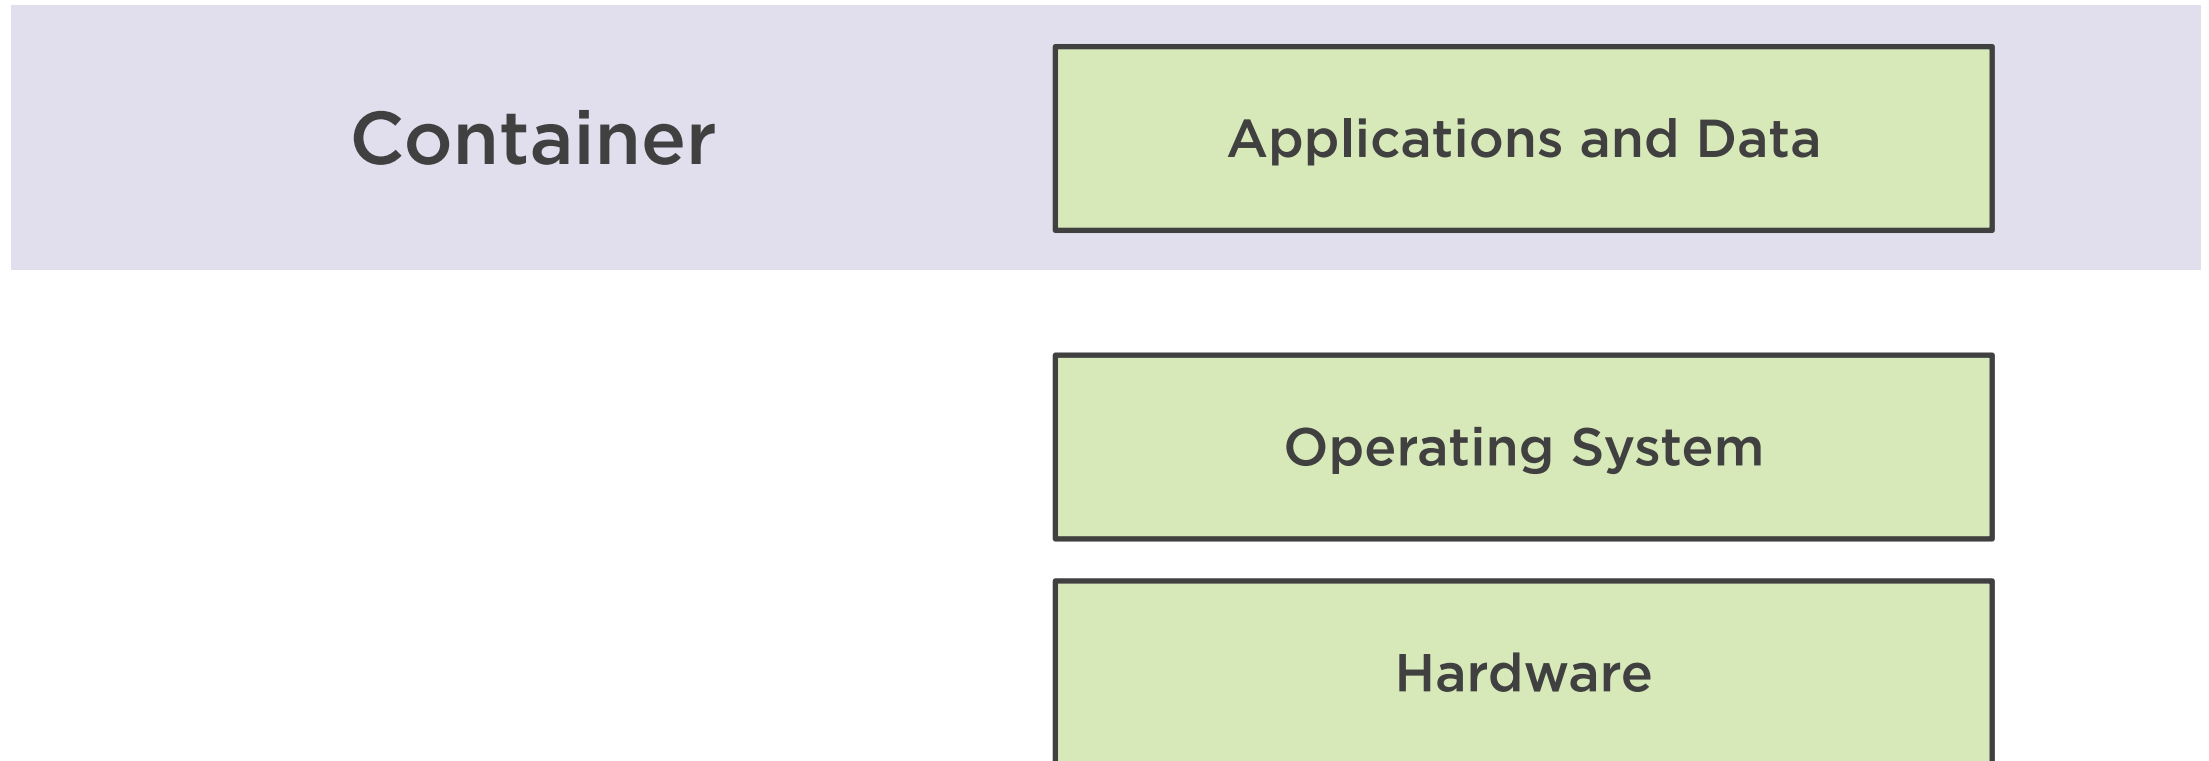 Container
Applications and Data
Operating System
Hardware